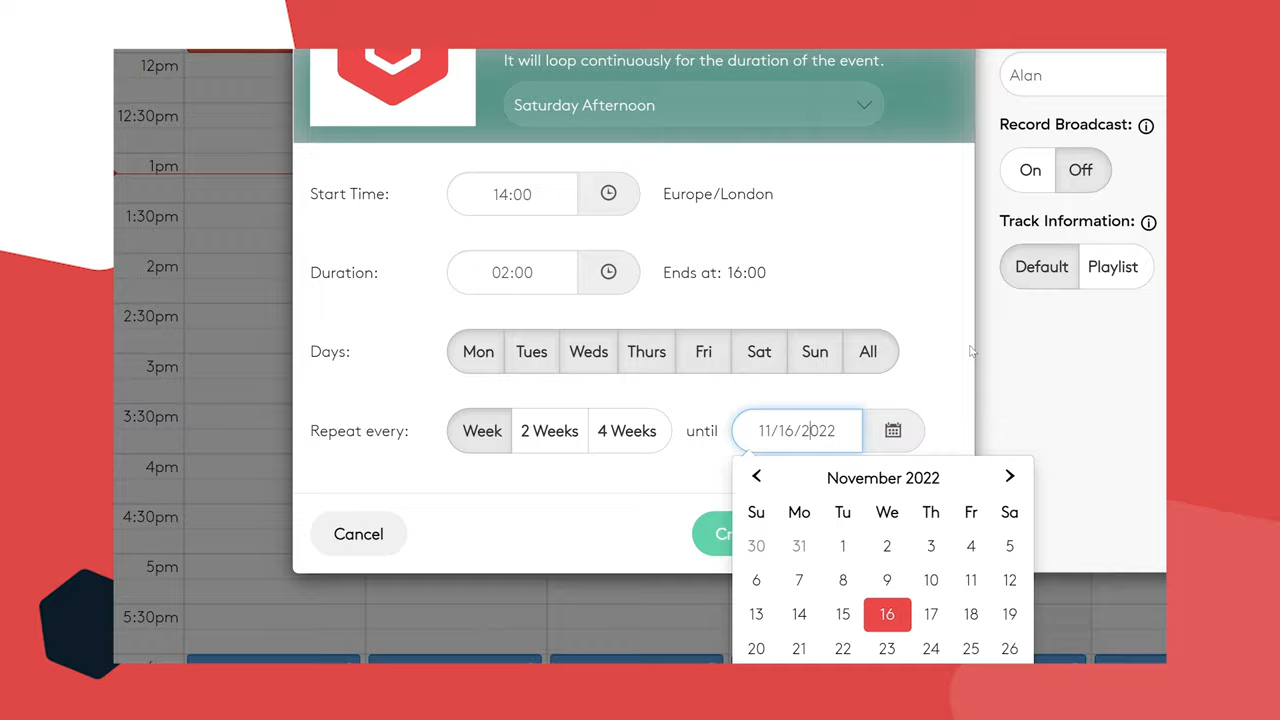 12pm
12:30pm
1pm
1:30pm
2pm
2:30pm
3pm
3:30pm
4pm
4:30pm
5pm
5:30pm
It will loop continuously for the duration of the event.
Saturday Afternoon
Start Time: 14:00 Europe/London
Duration: 02:00 Ends at: 16:00
Days: Mon Tues Weds Thurs Fri Sat Sun All
Repeat every: Week 2 Weeks 4 Weeks until 11/16/2022
Cancel Cr
November 2022
Su Mo Tu We Th Fr Sa
30 31 1 2 3 4 5
6 7 8 9 10 11 12
13 14 15 16 17 18 19
20 21 22 23 24 25 26
Alan
Record Broadcast:
On Off
Track Information:
Default Playlist